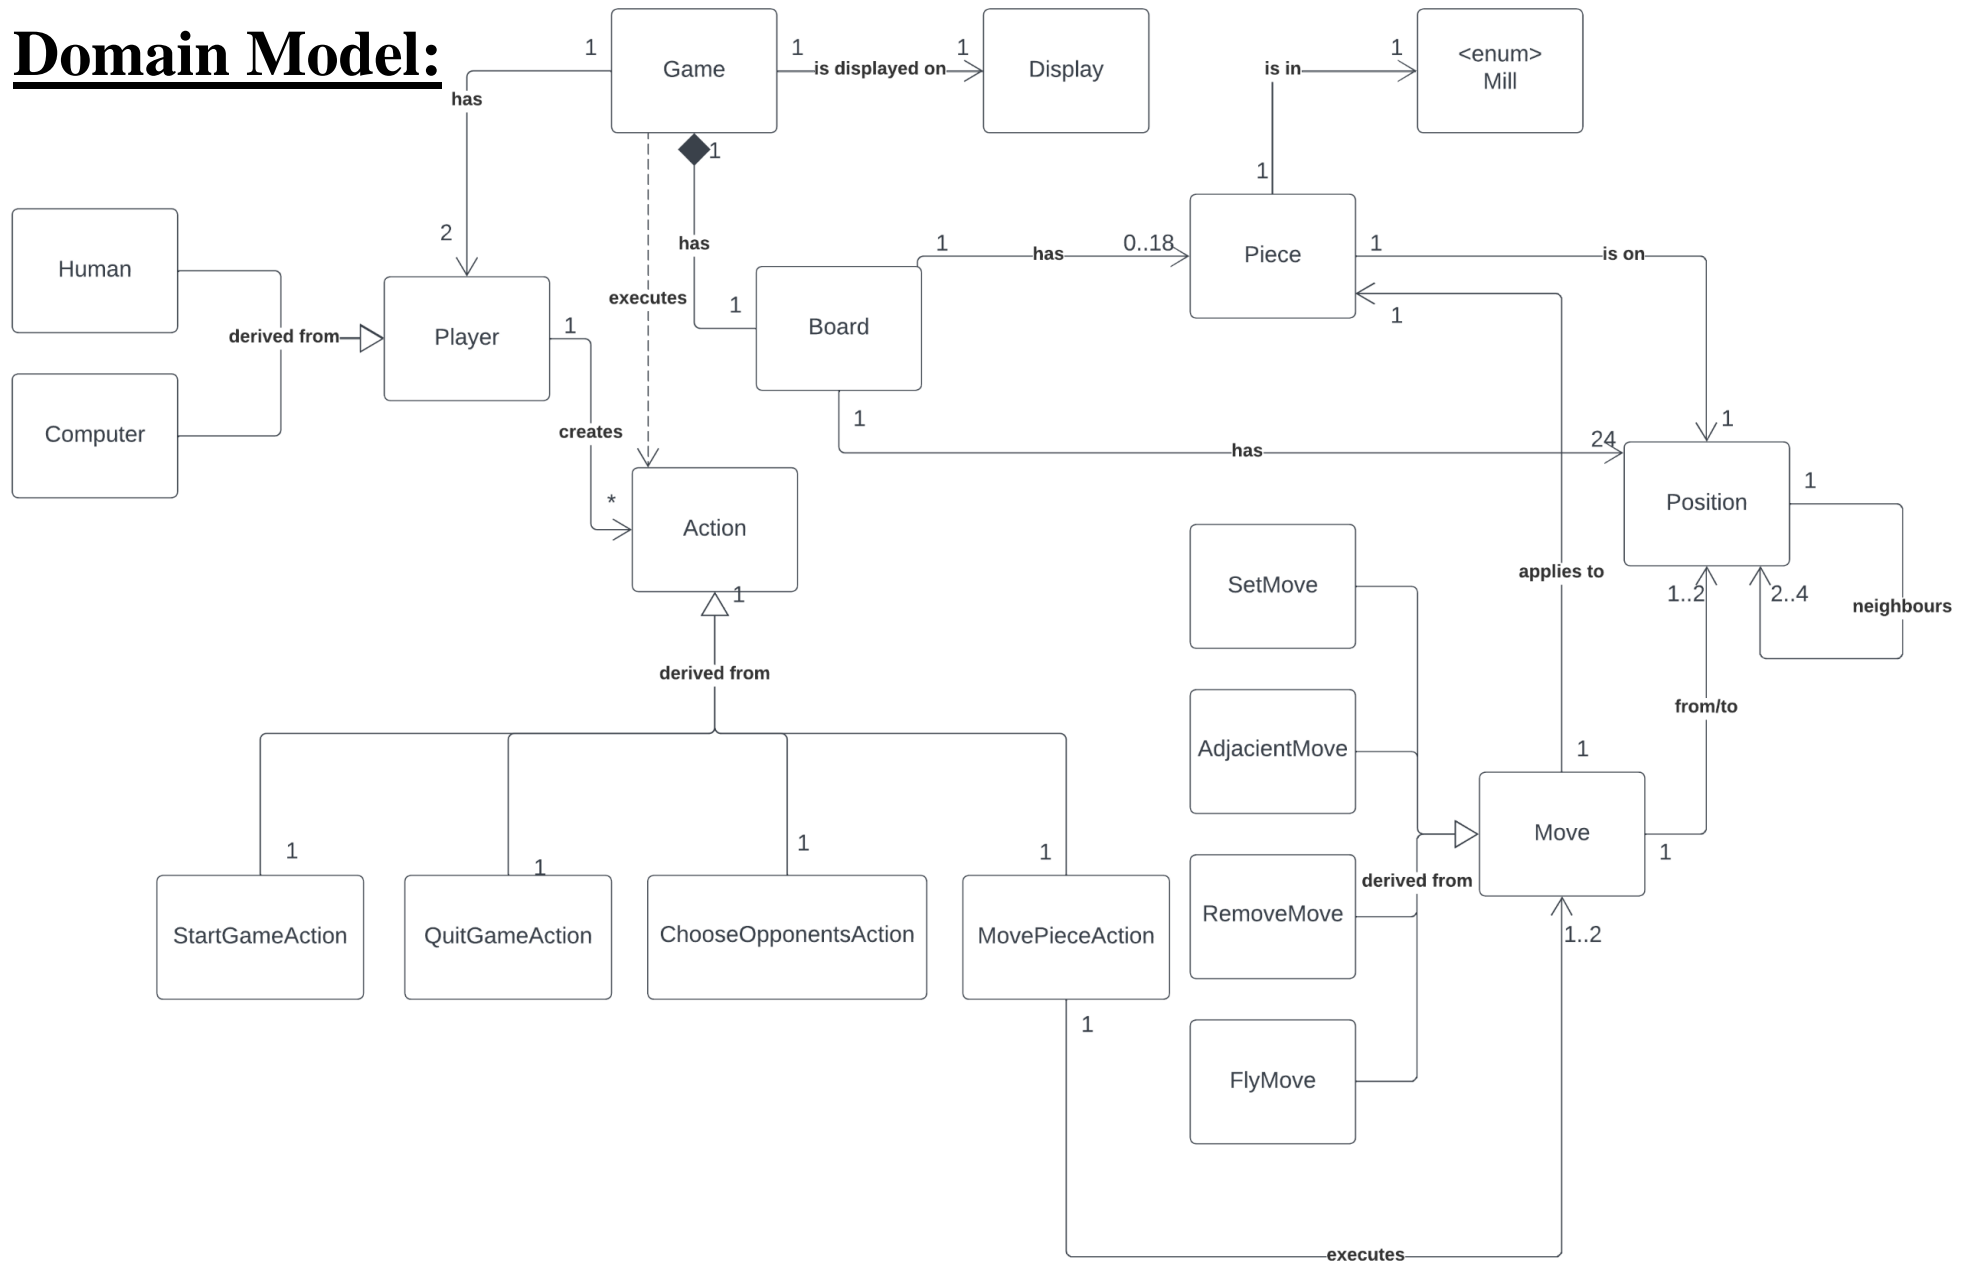 Domain Model:
1
Game
1
is displayed on
1
Display
is in
1
<enum>
Mill
has
1
1
2
Human
derived from
Computer
Player
1
creates
*
executes
has
1
Board
1
has
0..18
Piece
1
is on
1
1
has
24
1
Position
1
neighbours
1..2
2..4
Action
1
derived from
applies to
from/to
SetMove
AdjacientMove
RemoveMove
FlyMove
derived from
1
Move
1
1..2
1
1
1
1
StartGameAction
QuitGameAction
ChooseOpponentsAction
MovePieceAction
1
executes